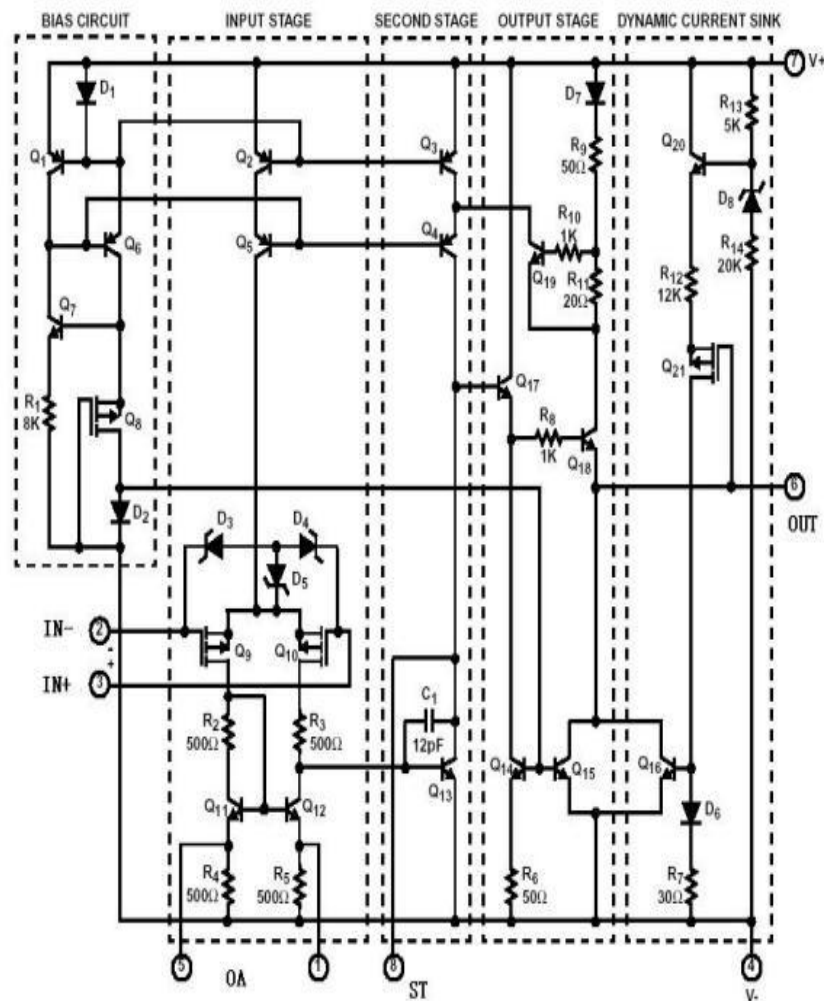 BIAS CIRCUIT INPUT STAGE SECOND STAGE OUTPUT STAGE DYNAMIC CURRENT SINK
7 V+
D1
D7
R13
5K
Q1
Q2
Q3
R9
50Ω
Q20
D8
Q6
Q5
Q4
R10
1K
Q19
R11
20Ω
R14
20K
R12
12K
Q7
Q21
Q17
R1
8K
Q8
R8
1K
Q18
6
OUT
D2
D3
D4
D5
IN- 2
-
+
IN+ 3
Q9
Q10
C1
12pF
R2
500Ω
R3
500Ω
Q13
Q14
Q15
Q16
Q11
Q12
D6
R4
500Ω
R5
500Ω
R6
50Ω
R7
30Ω
5
OA
1
8
ST
4
V-